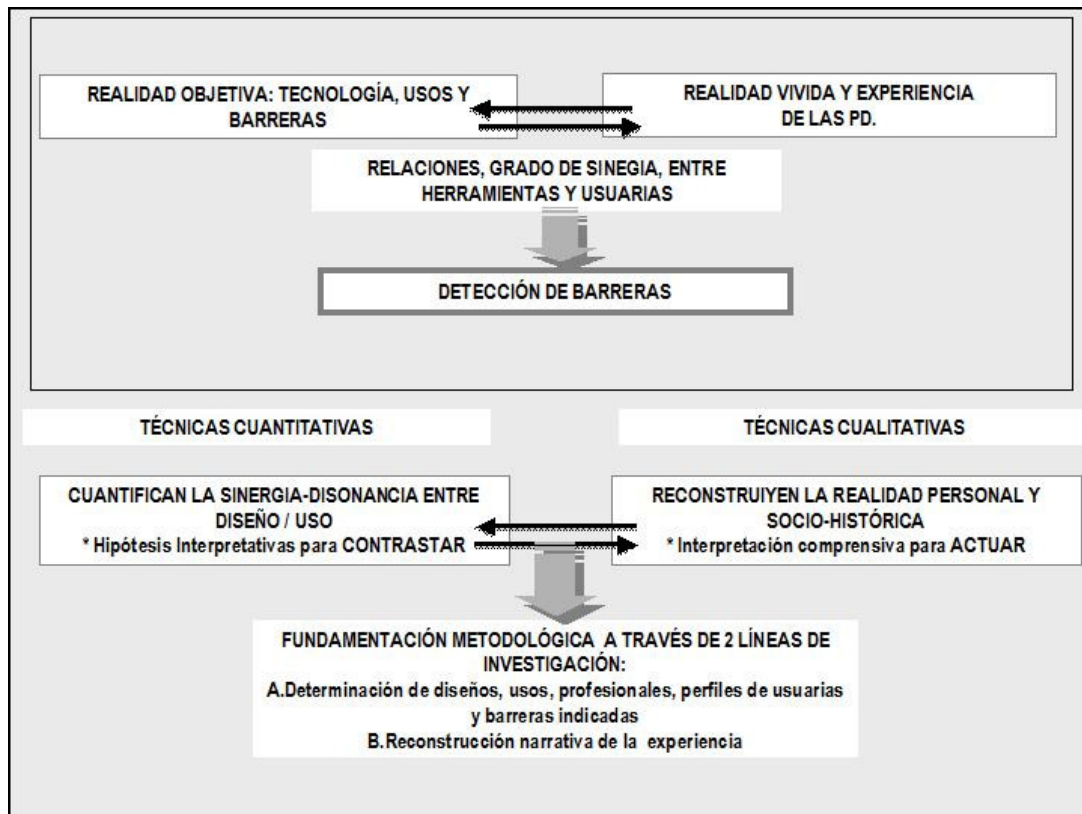 REALIDAD OBJETIVA: TECNOLOGÍA, USOS Y
BARRERAS
REALIDAD VIVIDA Y EXPERIENCIA
DE LAS PD.
RELACIONES, GRADO DE SINEGIA, ENTRE
HERRAMIENTAS Y USUARIAS
DETECCIÓN DE BARRERAS
TÉCNICAS CUANTITATIVAS
TÉCNICAS CUALITATIVAS
CUANTIFICAN LA SINERGIA-DISONANCIA ENTRE
DISEÑO / USO
* Hipótesis Interpretativas para CONTRASTAR
RECONSTRUIYEN LA REALIDAD PERSONAL Y
SOCIO-HISTÓRICA
* Interpretación comprensiva para ACTUAR
FUNDAMENTACIÓN METODOLÓGICA A TRAVÉS DE 2 LÍNEAS DE
INVESTIGACIÓN:
A.Determinación de diseños, usos, profesionales, perfiles de usuarias
y barreras indicadas
B.Reconstrucción narrativa de la experiencia